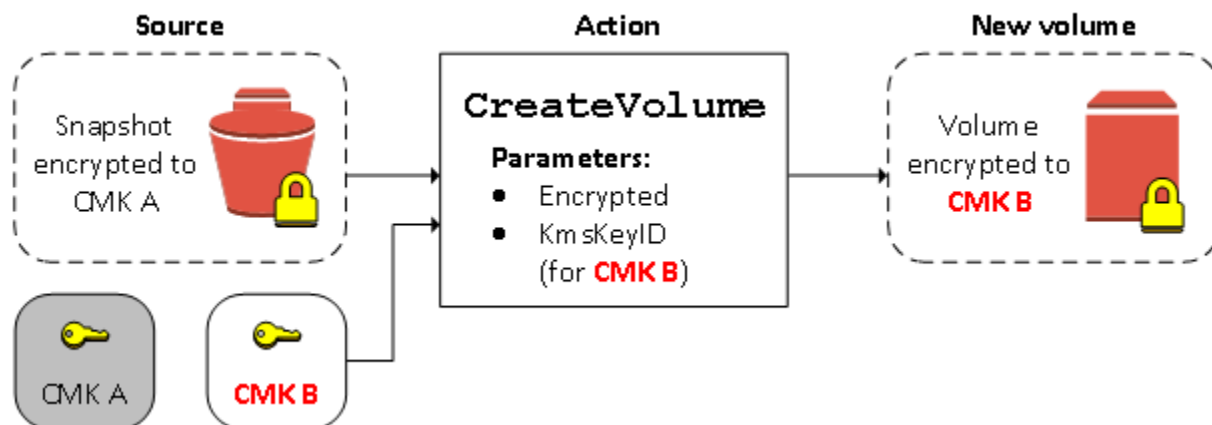 Source
Action
New volume
Snapshot
encrypted to
CMK A
CreateVolume
Parameters:
● Encrypted
● KmsKeyID
(for CMK B)
Volume
encrypted to
CMK B
CMK A
CMK B